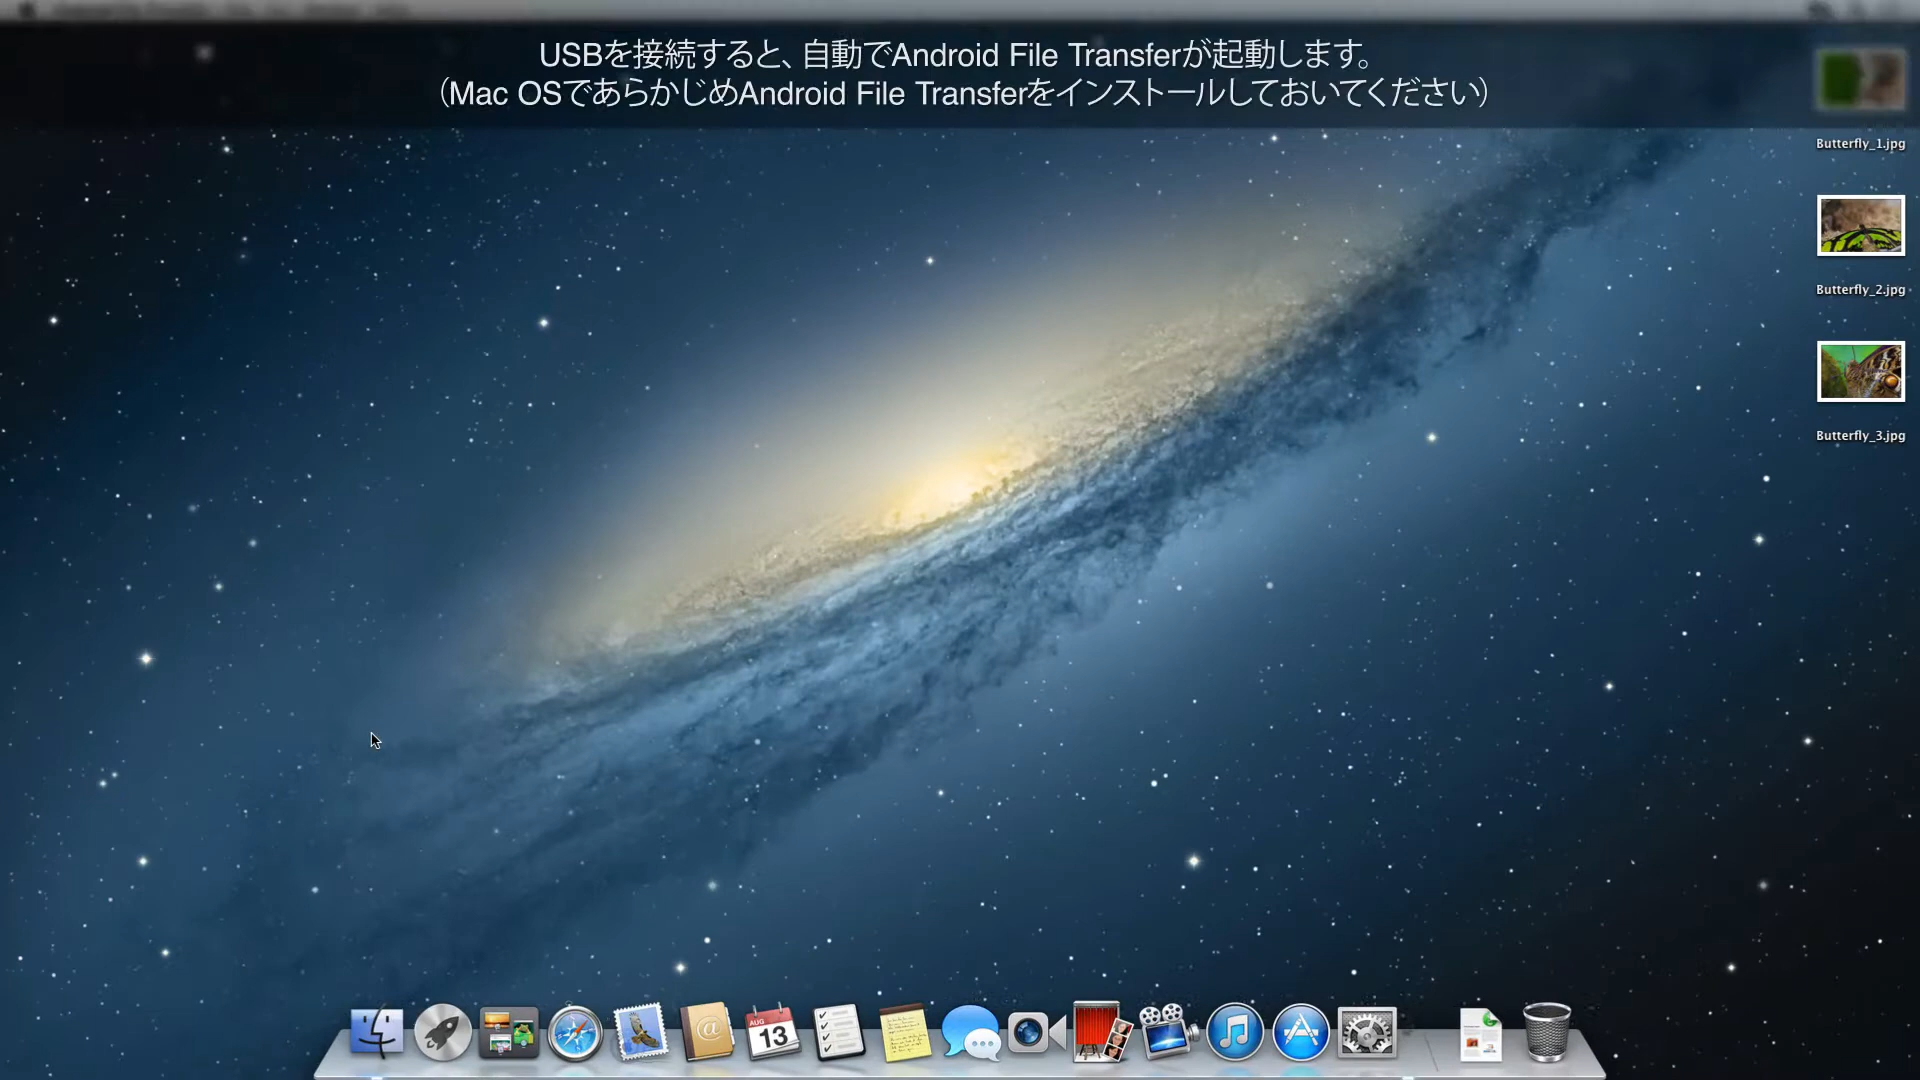 USBを接続すると、自動でAndroid File Transferが起動します。
（Mac OSであらかじめAndroid File Transferをインストールしておいてください）
Butterfly_1.jpg
Butterfly_2.jpg
Butterfly_3.jpg
AUG
13